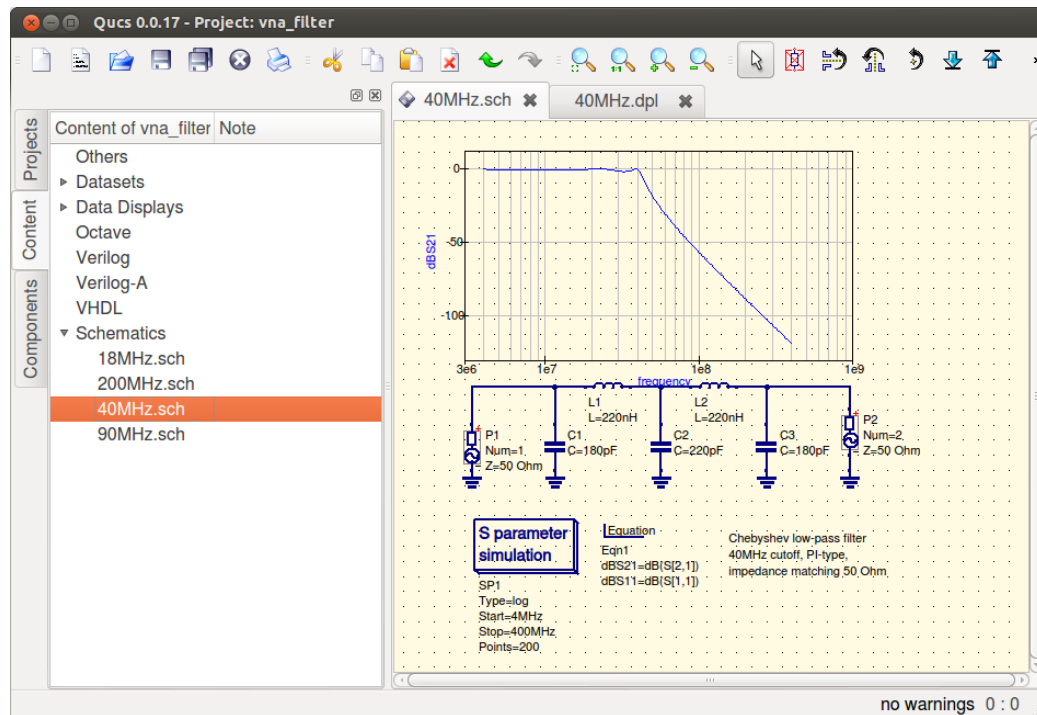 Qucs 0.0.17 - Project: vna_filter
40MHz.sch
40MHz.dpl
Projects
Content
Components
Content of vna_filter Note
Others
Datasets
Data Displays
Octave
Verilog
Verilog-A
VHDL
Schematics
18MHz.sch
200MHz.sch
40MHz.sch
90MHz.sch
dBS21
0
-50
-100
3e6 1e7 1e8 1e9
frequency
L1
L=220nH
L2
L=220nH
P1
Num=1
Z=50 Ohm
C1
C=180pF
C2
C=220pF
C3
C=180pF
P2
Num=2
Z=50 Ohm
S parameter
simulation
SP1
Type=log
Start=4MHz
Stop=400MHz
Points=200
Equation
Eqn1
dBS21=dB(S[2,1])
dBS11=dB(S[1,1])
Chebyshev low-pass filter
40MHz cutoff, PI-type,
impedance matching 50 Ohm
no warnings 0 : 0